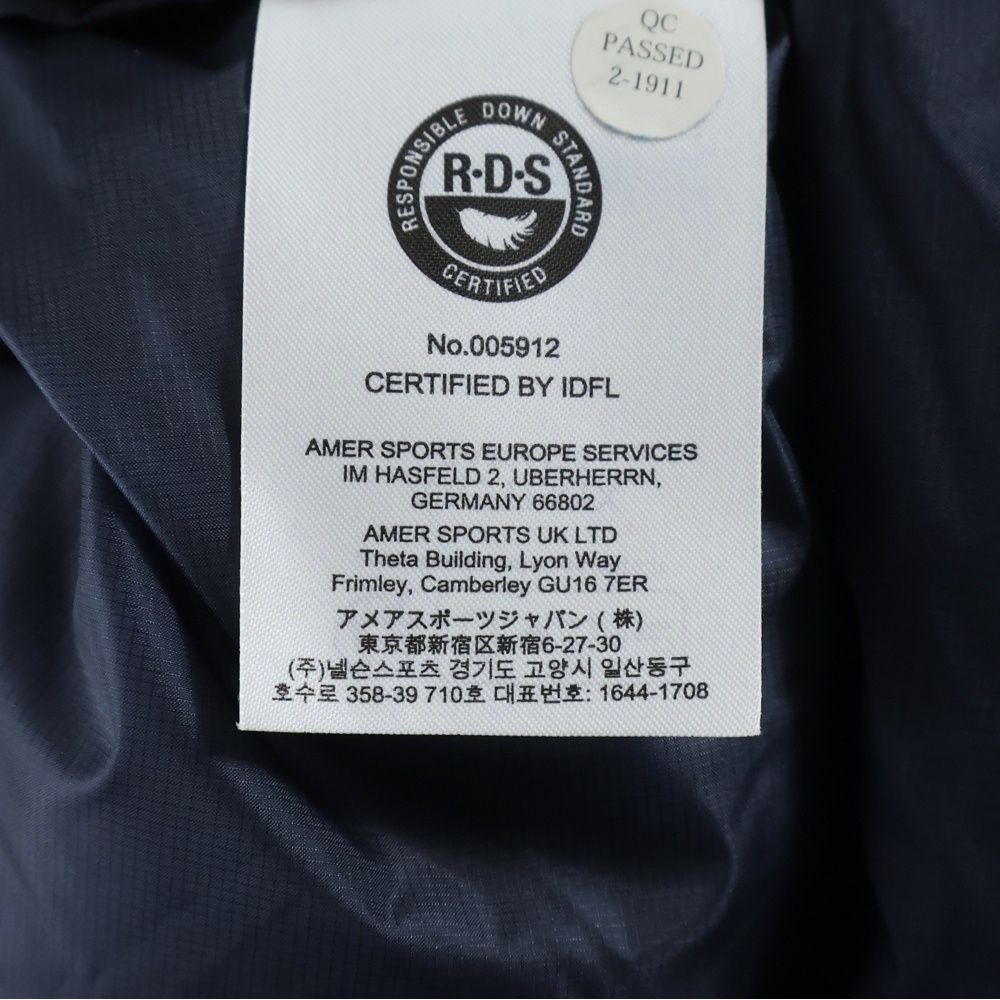 QC
PASSED
2-1911
RESPONSIBLE DOWN STANDARD
R·D·S
CERTIFIED
No.005912
CERTIFIED BY IDFL
AMER SPORTS EUROPE SERVICES
IM HASFELD 2, UBERHERRN,
GERMANY 66802
AMER SPORTS UK LTD
Theta Building, Lyon Way
Frimley, Camberley GU16 7ER
アメアスポーツジャパン (株)
東京都新宿区新宿6-27-30
(주)넬슨스포츠 경기도 고양시 일산동구
호수로 358-39 710호 대표번호: 1644-1708